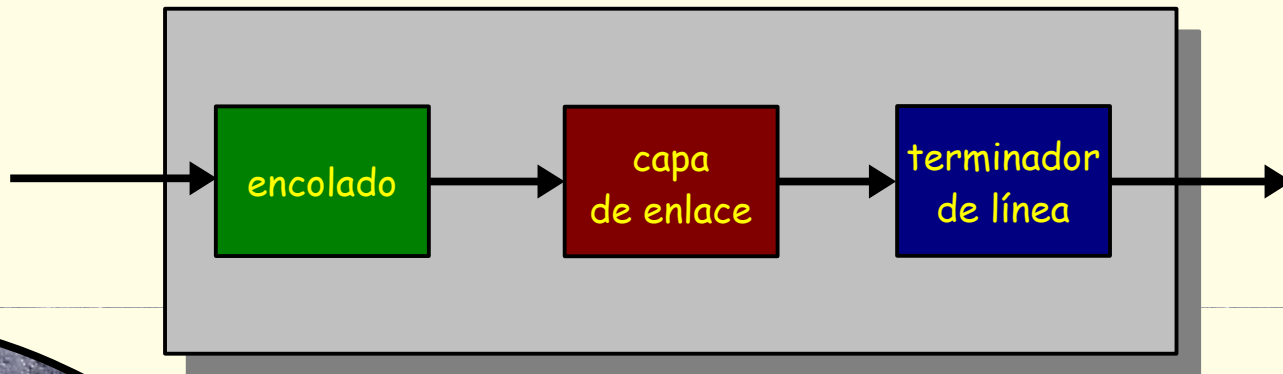 encolado
capa
de enlace
terminador
de línea